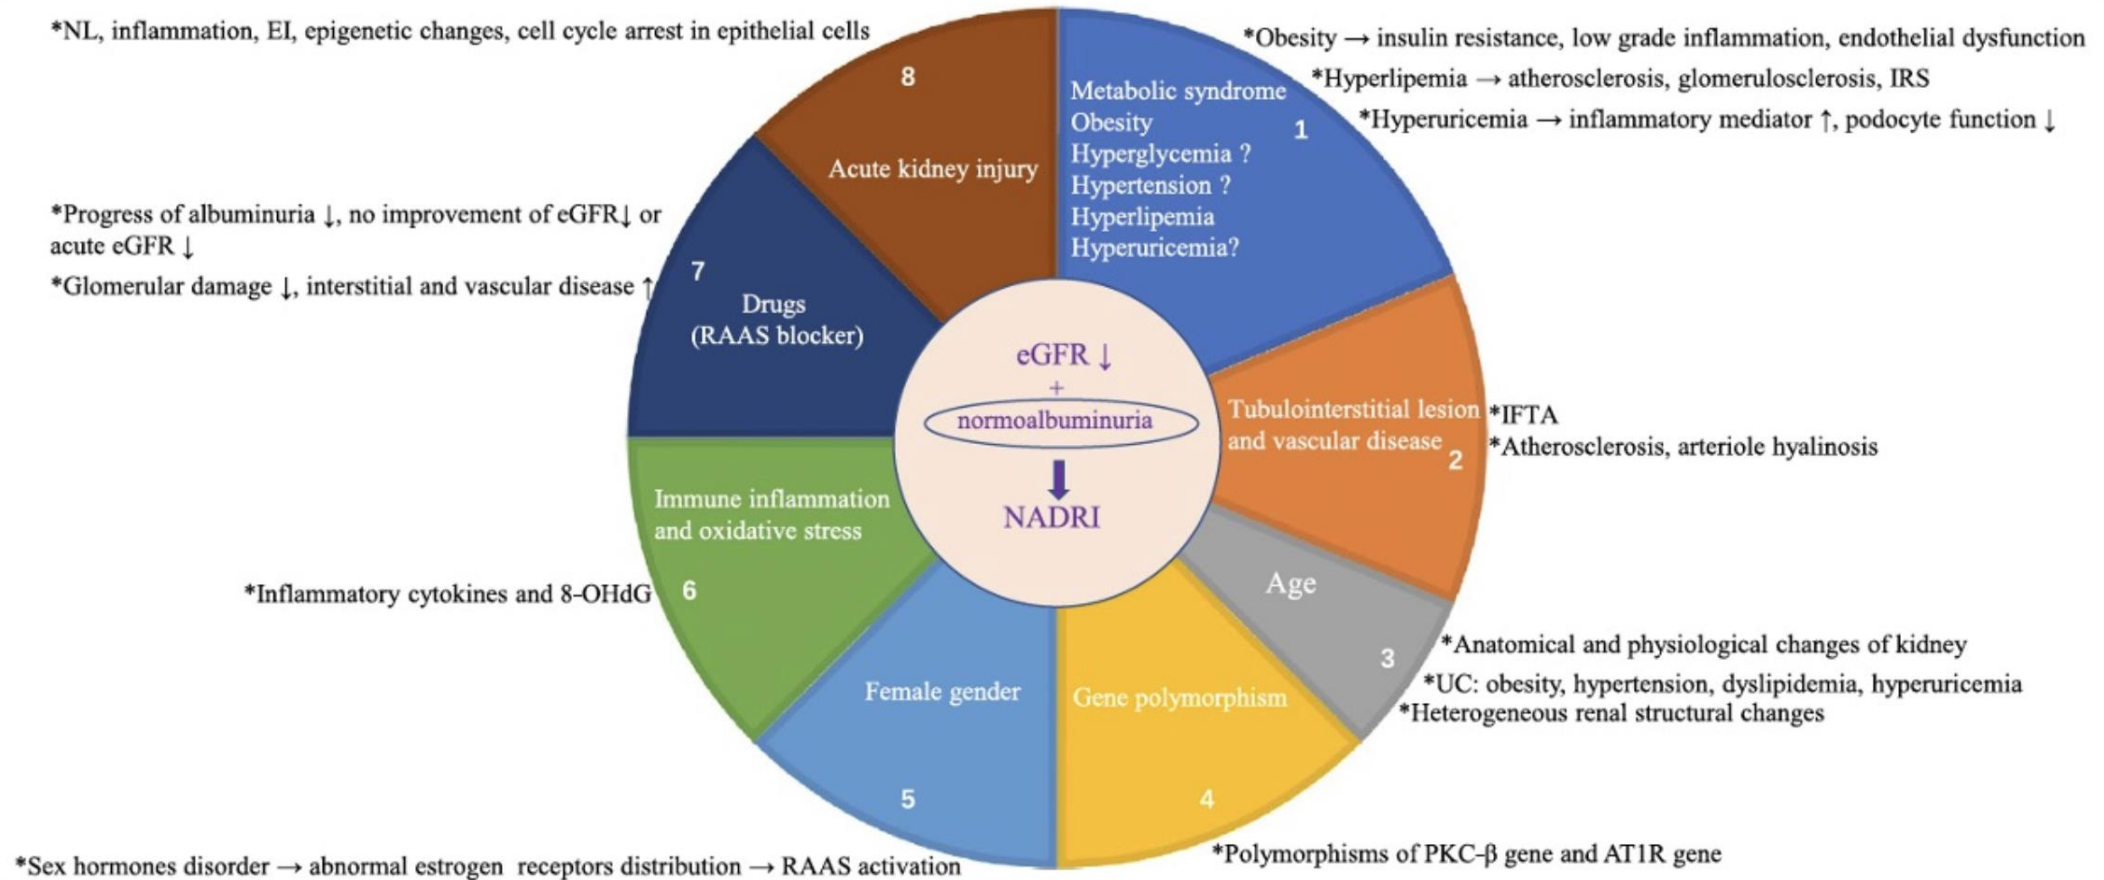 *NL, inflammation, EI, epigenetic changes, cell cycle arrest in epithelial cells
8
Acute kidney injury
*Obesity → insulin resistance, low grade inflammation, endothelial dysfunction
*Hyperlipemia → atherosclerosis, glomerulosclerosis, IRS
*Hyperuricemia → inflammatory mediator ↑, podocyte function ↓
Metabolic syndrome
Obesity
1
Hyperglycemia ?
Hypertension ?
Hyperlipemia
Hyperuricemia?
*Progress of albuminuria ↓, no improvement of eGFR↓ or
acute eGFR ↓
*Glomerular damage ↓, interstitial and vascular disease ↑
7
Drugs
(RAAS blocker)
eGFR ↓
+
normoalbuminuria
NADRI
Tubulointerstitial lesion
and vascular disease
2
*IFTA
*Atherosclerosis, arteriole hyalinosis
Immune inflammation
and oxidative stress
6
*Inflammatory cytokines and 8-OHdG
Age
3
*Anatomical and physiological changes of kidney
*UC: obesity, hypertension, dyslipidemia, hyperuricemia
*Heterogeneous renal structural changes
Female gender
5
*Sex hormones disorder → abnormal estrogen receptors distribution → RAAS activation
Gene polymorphism
4
*Polymorphisms of PKC-β gene and AT1R gene